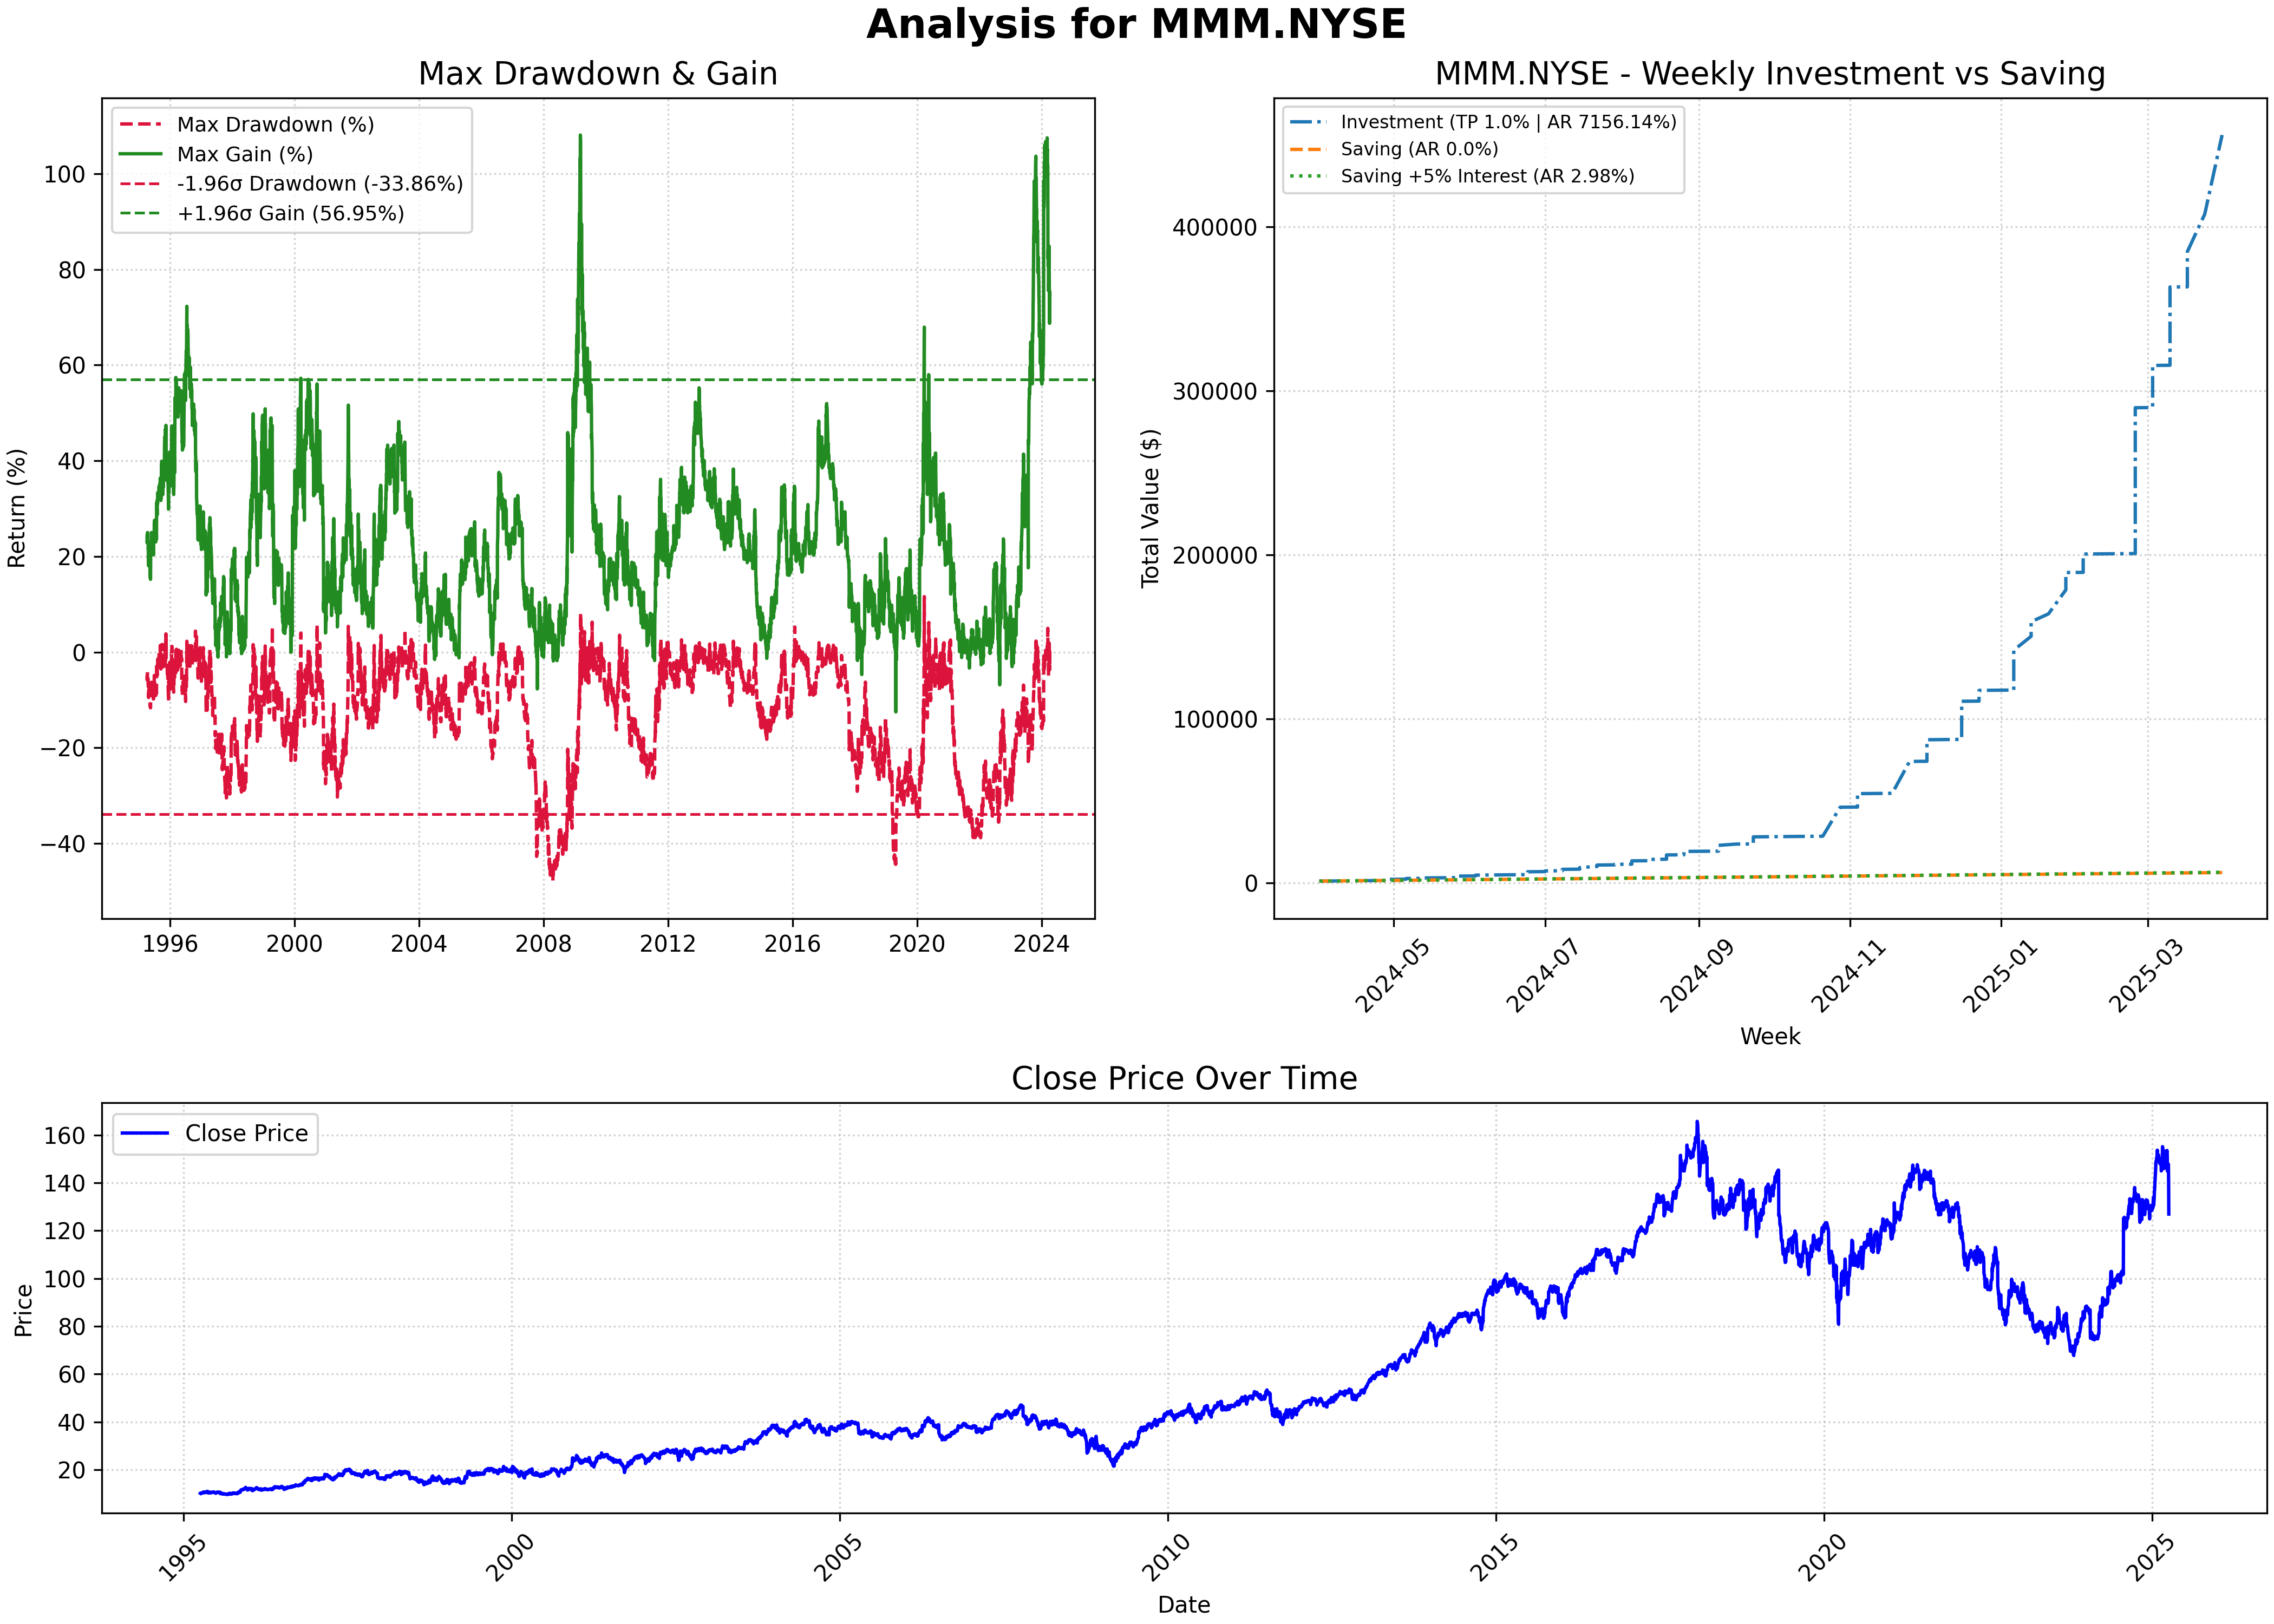 Analysis for MMM.NYSE
Max Drawdown & Gain
Max Drawdown (%)
Max Gain (%)
-1.96σ Drawdown (-33.86%)
+1.96σ Gain (56.95%)
Return (%)
100
80
60
40
20
0
−20
−40
1996 2000 2004 2008 2012 2016 2020 2024
MMM.NYSE - Weekly Investment vs Saving
Investment (TP 1.0% | AR 7156.14%)
Saving (AR 0.0%)
Saving +5% Interest (AR 2.98%)
Total Value ($)
400000
300000
200000
100000
0
2024-05 2024-07 2024-09 2024-11 2025-01 2025-03
Week
Close Price Over Time
Close Price
Price
160
140
120
100
80
60
40
20
1995 2000 2005 2010 2015 2020 2025
Date